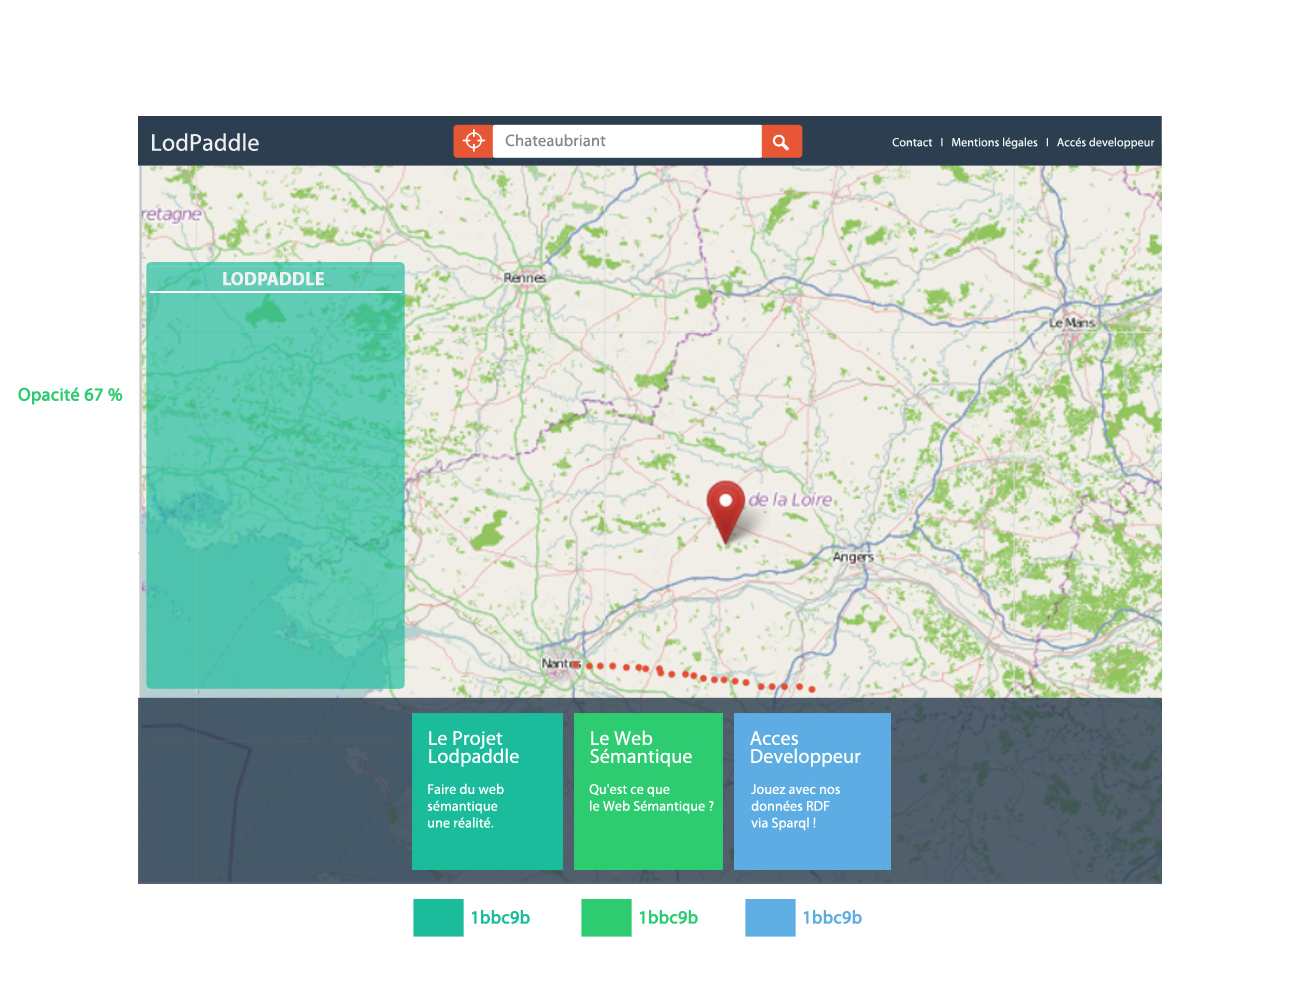 LodPaddle
Chateaubriant
Contact I Mentions légales I Accés developpeur
retagne
LODPADDLE
Rennes
Le Mans
Opacité 67 %
de la Loire
Angers
Nantes
Le Projet
Lodpaddle
Faire du web
sémantique
une réalité.
Le Web
Sémantique
Qu'est ce que
le Web Sémantique ?
Acces
Developpeur
Jouez avec nos
données RDF
via Sparql !
1bbc9b
1bbc9b
1bbc9b